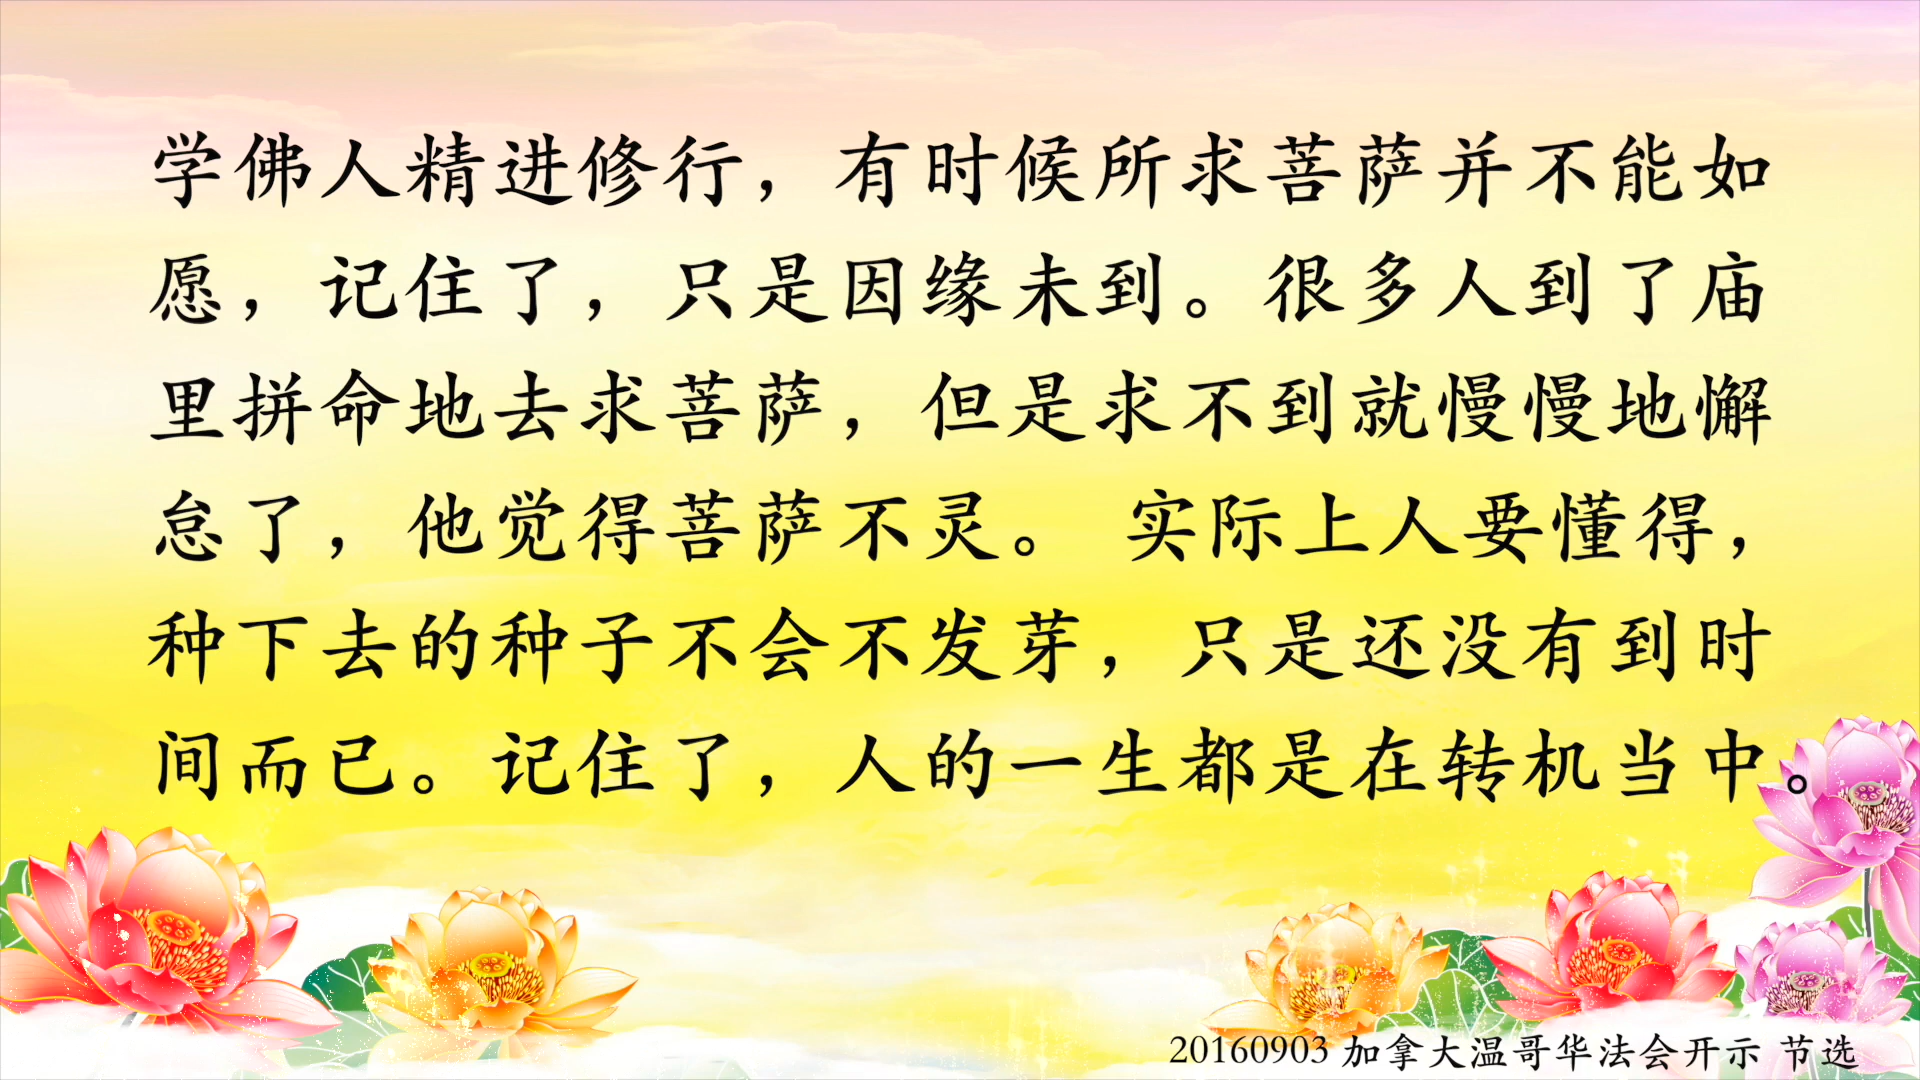 学佛人精进修行，有时候所求菩萨并不能如
愿，记住了，只是因缘未到。很多人到了庙
里拼命地去求菩萨，但是求不到就慢慢地懈
怠了，他觉得菩萨不灵。 实际上人要懂得，
种下去的种子不会不发芽，只是还没有到时
间而已。记住了，人的一生都是在转机当中。
20160903 加拿大温哥华法会开示 节选